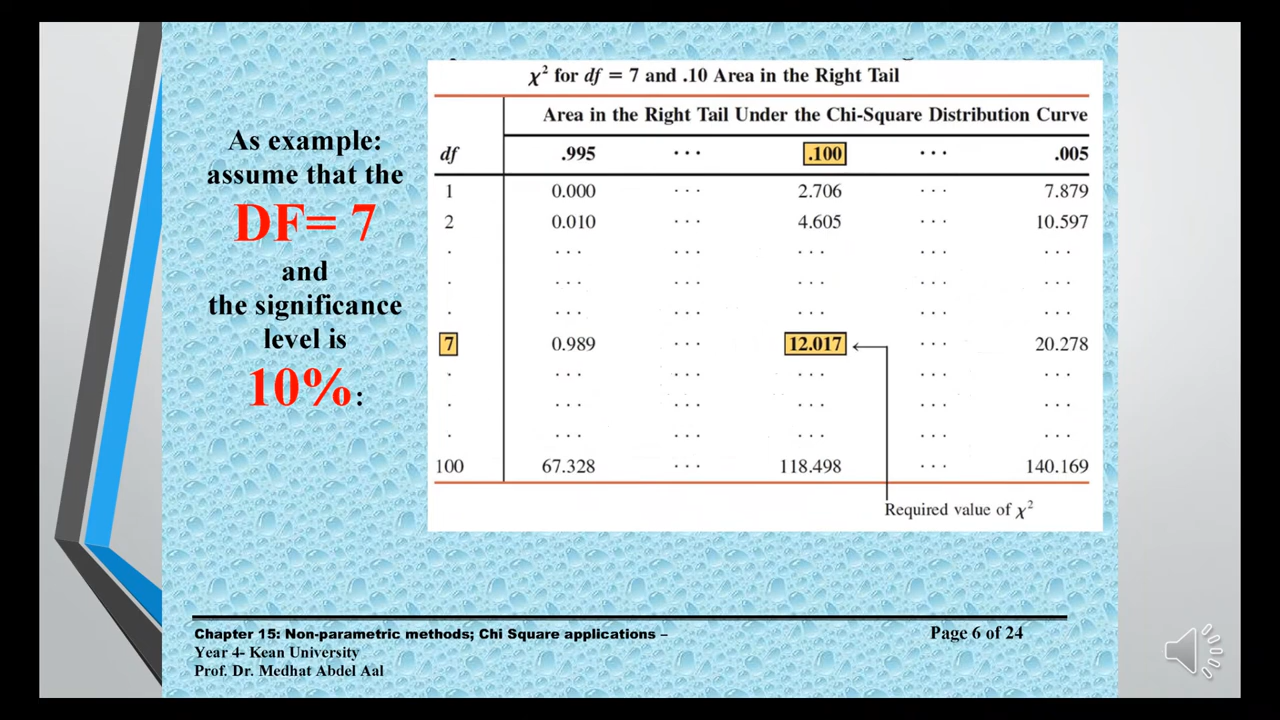 As example:
assume that the
DF= 7
and
the significance
level is
10%:
χ² for df = 7 and .10 Area in the Right Tail
Area in the Right Tail Under the Chi-Square Distribution Curve
df .995 · · · .100 · · · .005
1 0.000 · · · 2.706 · · · 7.879
2 0.010 · · · 4.605 · · · 10.597
. · · · · · · · · · · · · · · ·
. · · · · · · · · · · · · · · ·
. · · · · · · · · · · · · · · ·
7 0.989 · · · 12.017 ← · · · 20.278
. · · · · · · · · · · · · · · ·
. · · · · · · · · · · · · · · ·
. · · · · · · · · · · · · · · ·
100 67.328 · · · 118.498 · · · 140.169
Required value of χ²
Chapter 15: Non-parametric methods; Chi Square applications – Page 6 of 24
Year 4- Kean University
Prof. Dr. Medhat Abdel Aal